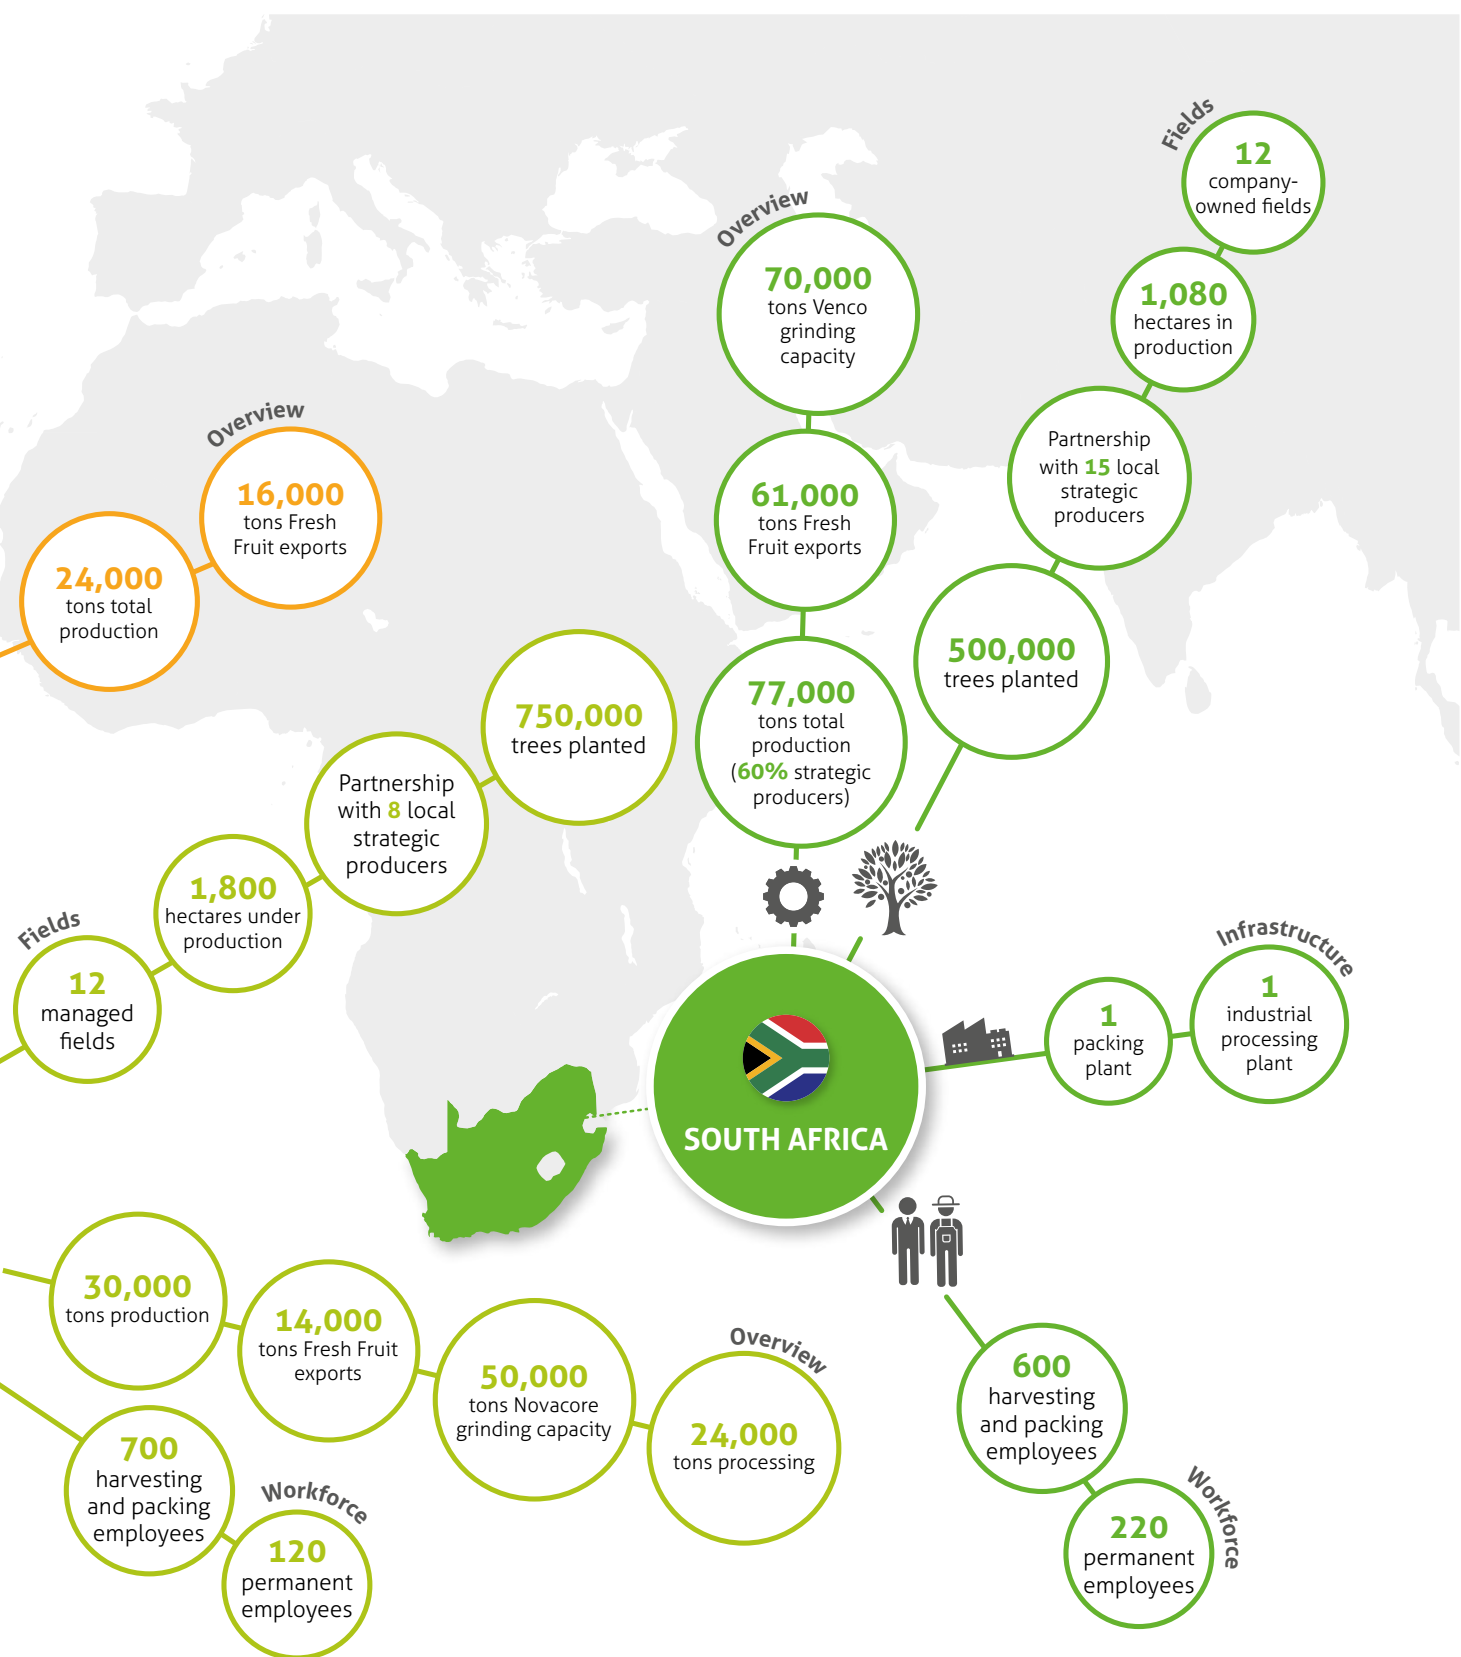 Fields
12
company-
owned fields
1,080
hectares in
production
Partnership
with 15 local
strategic
producers
500,000
trees planted
Overview
70,000
tons Venco
grinding
capacity
61,000
tons Fresh
Fruit exports
77,000
tons total
production
(60% strategic
producers)
Overview
16,000
tons Fresh
Fruit exports
24,000
tons total
production
750,000
trees planted
Partnership
with 8 local
strategic
producers
1,800
hectares under
production
Fields
12
managed
fields
SOUTH AFRICA
Infrastructure
1
packing
plant
1
industrial
processing
plant
30,000
tons production
14,000
tons Fresh Fruit
exports
50,000
tons Novacore
grinding capacity
Overview
24,000
tons processing
700
harvesting
and packing
employees
Workforce
120
permanent
employees
600
harvesting
and packing
employees
Workforce
220
permanent
employees